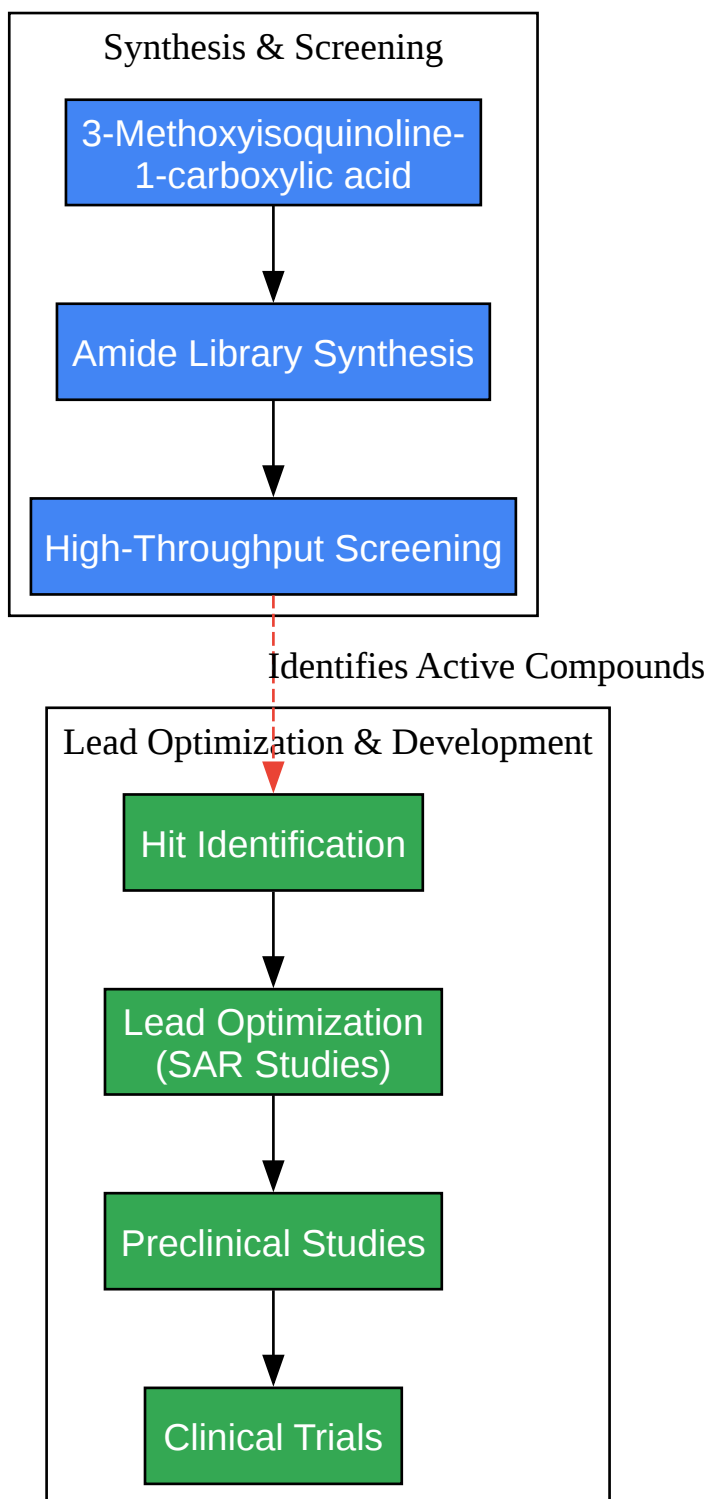 Synthesis & Screening
3-Methoxyisoquinoline-
1-carboxylic acid
Amide Library Synthesis
High-Throughput Screening
Identifies Active Compounds
Lead Optimization & Development
Hit Identification
Lead Optimization
(SAR Studies)
Preclinical Studies
Clinical Trials